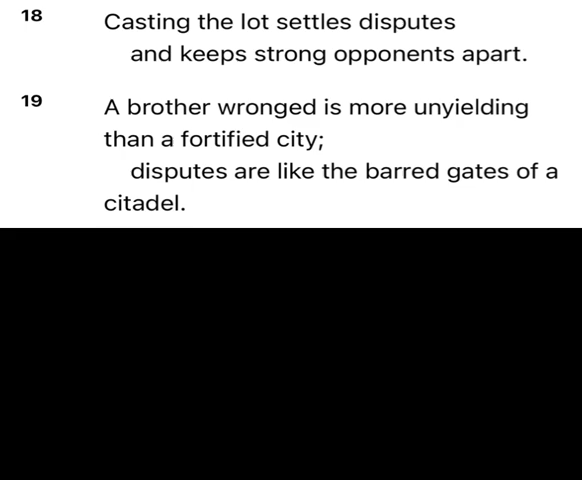 18 Casting the lot settles disputes
and keeps strong opponents apart.
19 A brother wronged is more unyielding
than a fortified city;
disputes are like the barred gates of a
citadel.